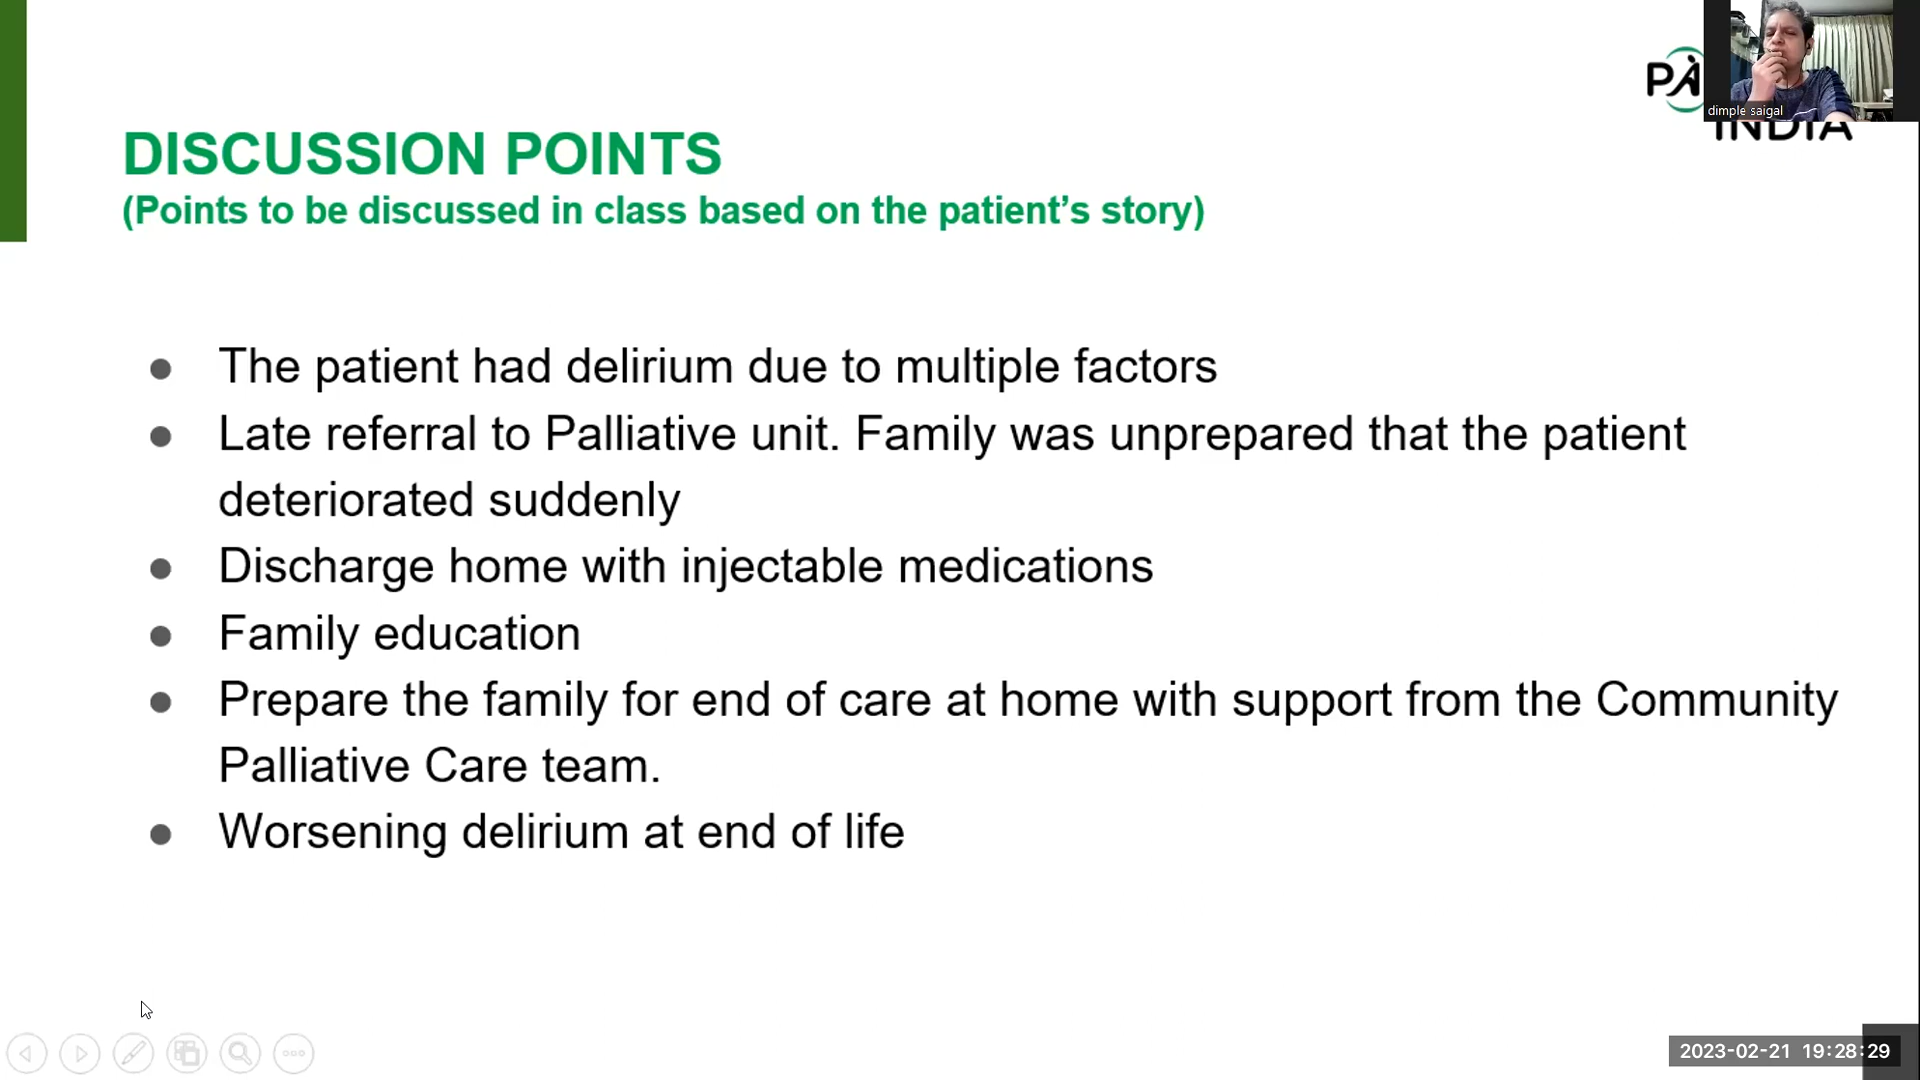 PA
INDIA
dimple saigal
DISCUSSION POINTS
(Points to be discussed in class based on the patient’s story)
● The patient had delirium due to multiple factors
● Late referral to Palliative unit. Family was unprepared that the patient
deteriorated suddenly
● Discharge home with injectable medications
● Family education
● Prepare the family for end of care at home with support from the Community
Palliative Care team.
● Worsening delirium at end of life
2023-02-21 19:28:29